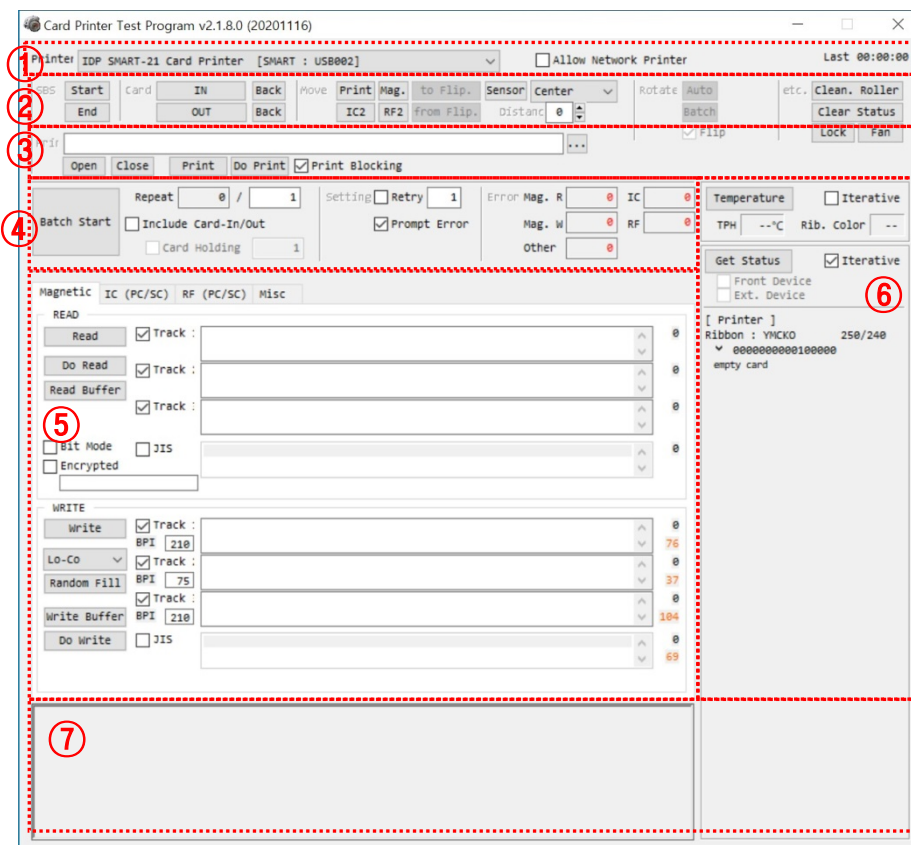 Card Printer Test Program v2.1.8.0 (20201116)
① Printer IDP SMART-21 Card Printer [SMART : USB002] Allow Network Printer Last 00:00:00
② SBS Start Card IN Back Move Print Mag. to Flip. Sensor Center Rotate Auto etc. Clean. Roller
End OUT Back IC2 RF2 from Flip. Distanc 0 Batch Clear Status
Flip Lock Fan
③ ...
Open Close Print Do Print Print Blocking
④ Batch Start Repeat 0 / 1 Setting Retry 1 Error Mag. R 0 IC 0 Temperature Iterative
Include Card-In/Out Prompt Error Mag. W 0 RF 0 TPH --°C Rib. Color --
Card Holding 1 Other 0
Get Status Iterative
⑥ Front Device
Ext. Device
[ Printer ]
Ribbon : YMCKO 250/240
0000000000100000
empty card
Magnetic IC (PC/SC) RF (PC/SC) Misc
READ
Read Track : 0
Do Read Track : 0
Read Buffer
Track : 0
⑤
Bit Mode JIS 0
Encrypted
WRITE
Write Track : 0
BPI 210 76
Lo-Co Track : 0
Random Fill BPI 75 37
Track : 0
Write Buffer BPI 210 104
Do Write JIS 0
69
⑦